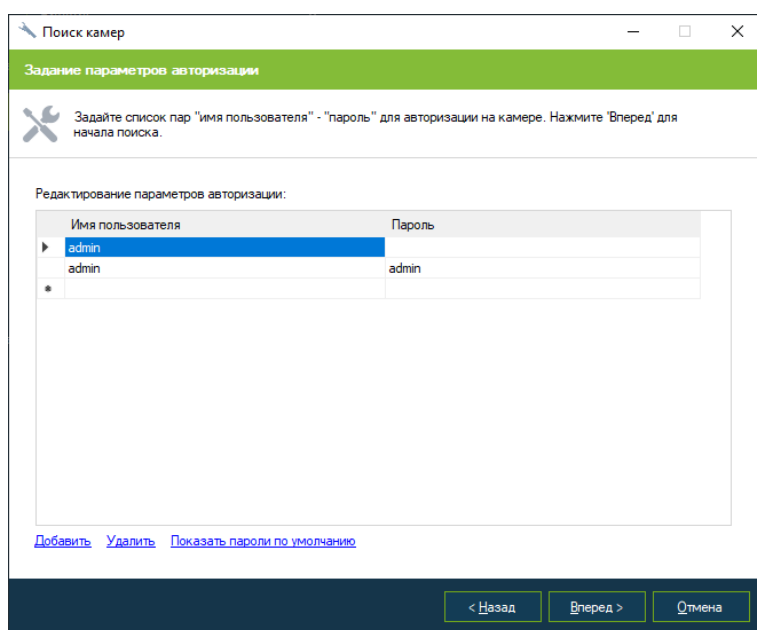 Поиск камер
Задание параметров авторизации
Задайте список пар "имя пользователя" - "пароль" для авторизации на камере. Нажмите 'Вперед' для
начала поиска.
Редактирование параметров авторизации:
Имя пользователя Пароль
admin
admin admin
Добавить Удалить Показать пароли по умолчанию
< Назад Вперед > Отмена